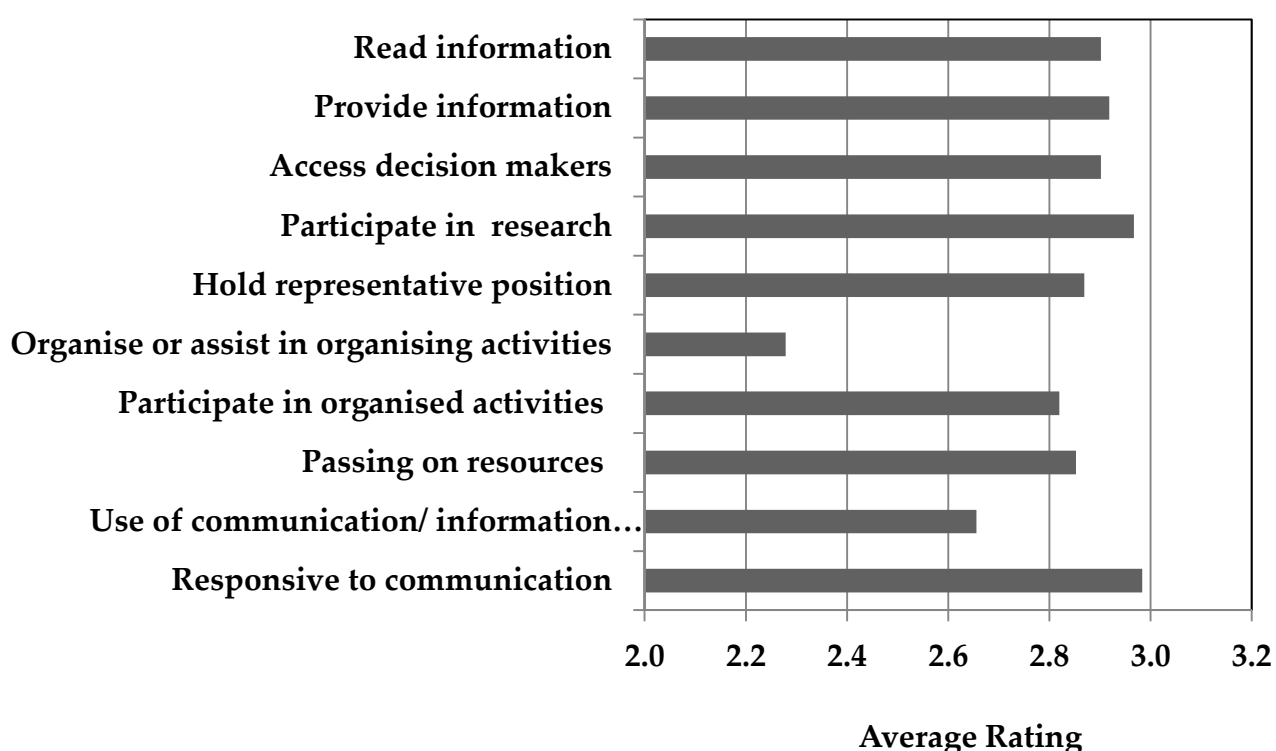 Read information
Provide information
Access decision makers
Participate in research
Hold representative position
Organise or assist in organising activities
Participate in organised activities
Passing on resources
Use of communication/ information…
Responsive to communication
2.0 2.2 2.4 2.6 2.8 3.0 3.2
Average Rating